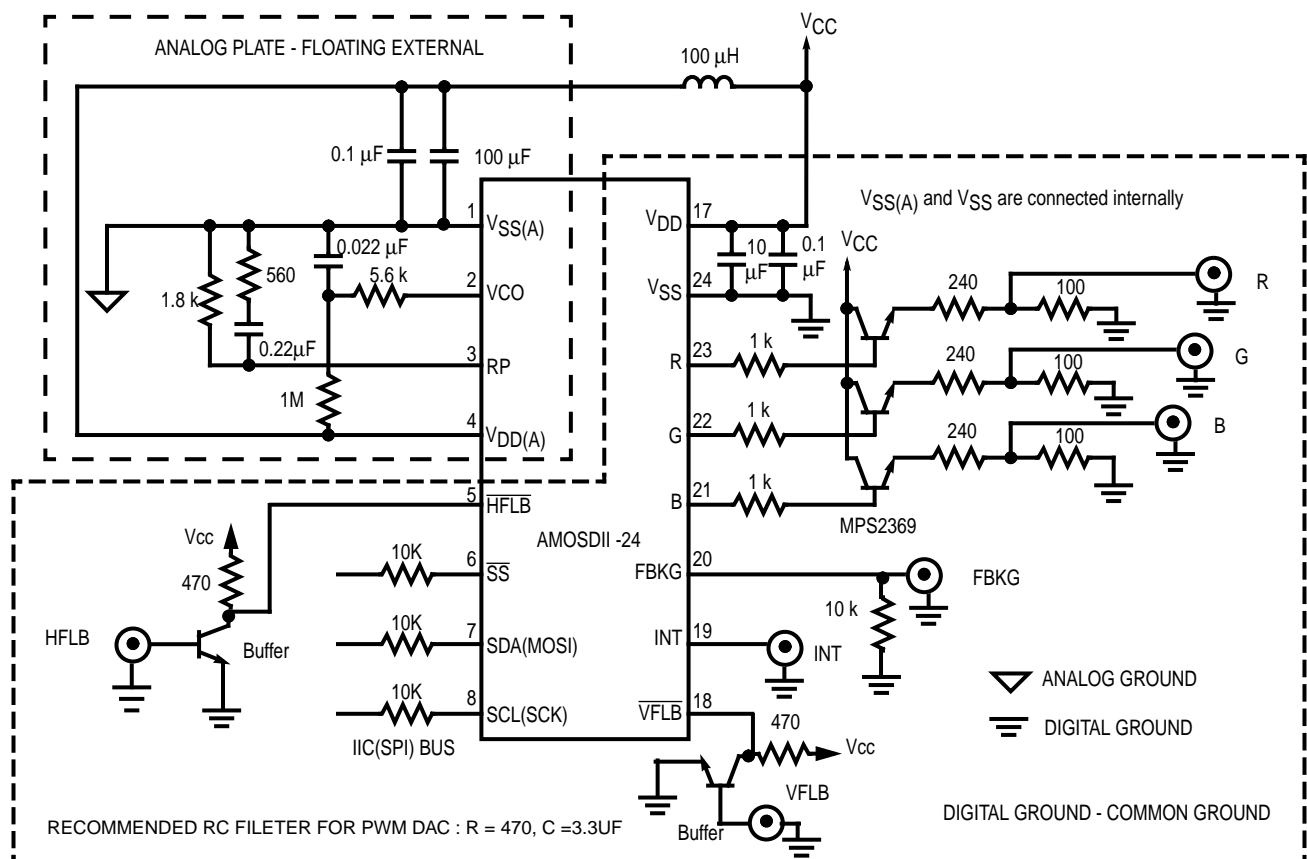 VCC
ANALOG PLATE - FLOATING EXTERNAL
100 μH
0.1 μF
100 μF
VSS(A) and VSS are connected internally
1
VSS(A)
VDD
17
0.022 μF
10 μF
0.1 μF
VCC
560
5.6 k
2
VCO
VSS
24
1.8 k
240
100
R
0.22μF
3
RP
R
23
1 k
240
100
G
1M
4
VDD(A)
G
22
1 k
240
100
B
5
HFLB
B
21
1 k
MPS2369
AMOSDII -24
Vcc
470
10K
6
SS
FBKG
20
FBKG
10 k
HFLB
Buffer
10K
7
SDA(MOSI)
INT
19
INT
ANALOG GROUND
10K
8
SCL(SCK)
VFLB
18
470
DIGITAL GROUND
IIC(SPI) BUS
Vcc
VFLB
Buffer
RECOMMENDED RC FILETER FOR PWM DAC : R = 470, C =3.3UF
DIGITAL GROUND - COMMON GROUND